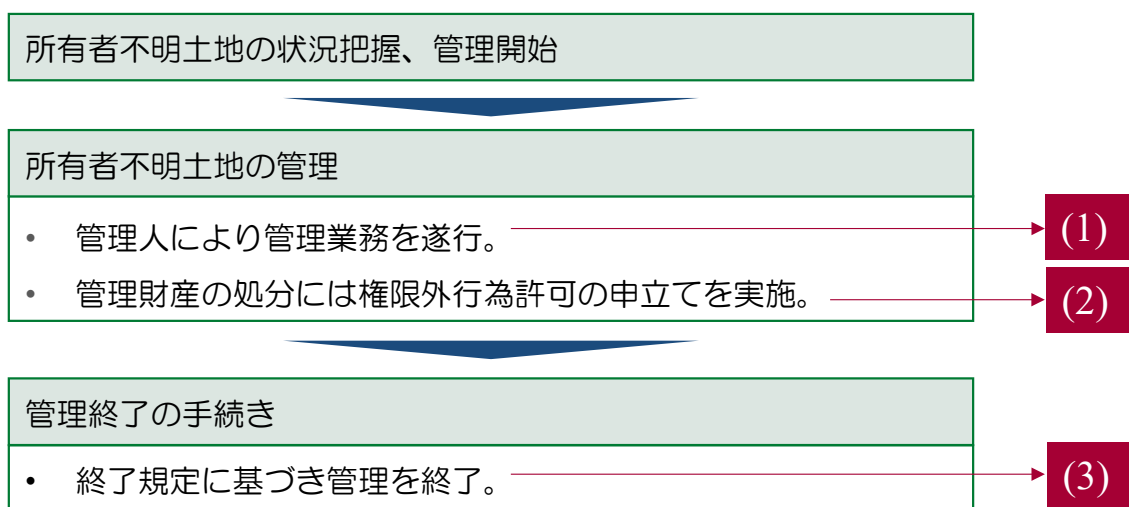 所有者不明土地の状況把握、管理開始
所有者不明土地の管理
• 管理人により管理業務を遂行。
(1)
• 管理財産の処分には権限外行為許可の申立てを実施。
(2)
管理終了の手続き
• 終了規定に基づき管理を終了。
(3)